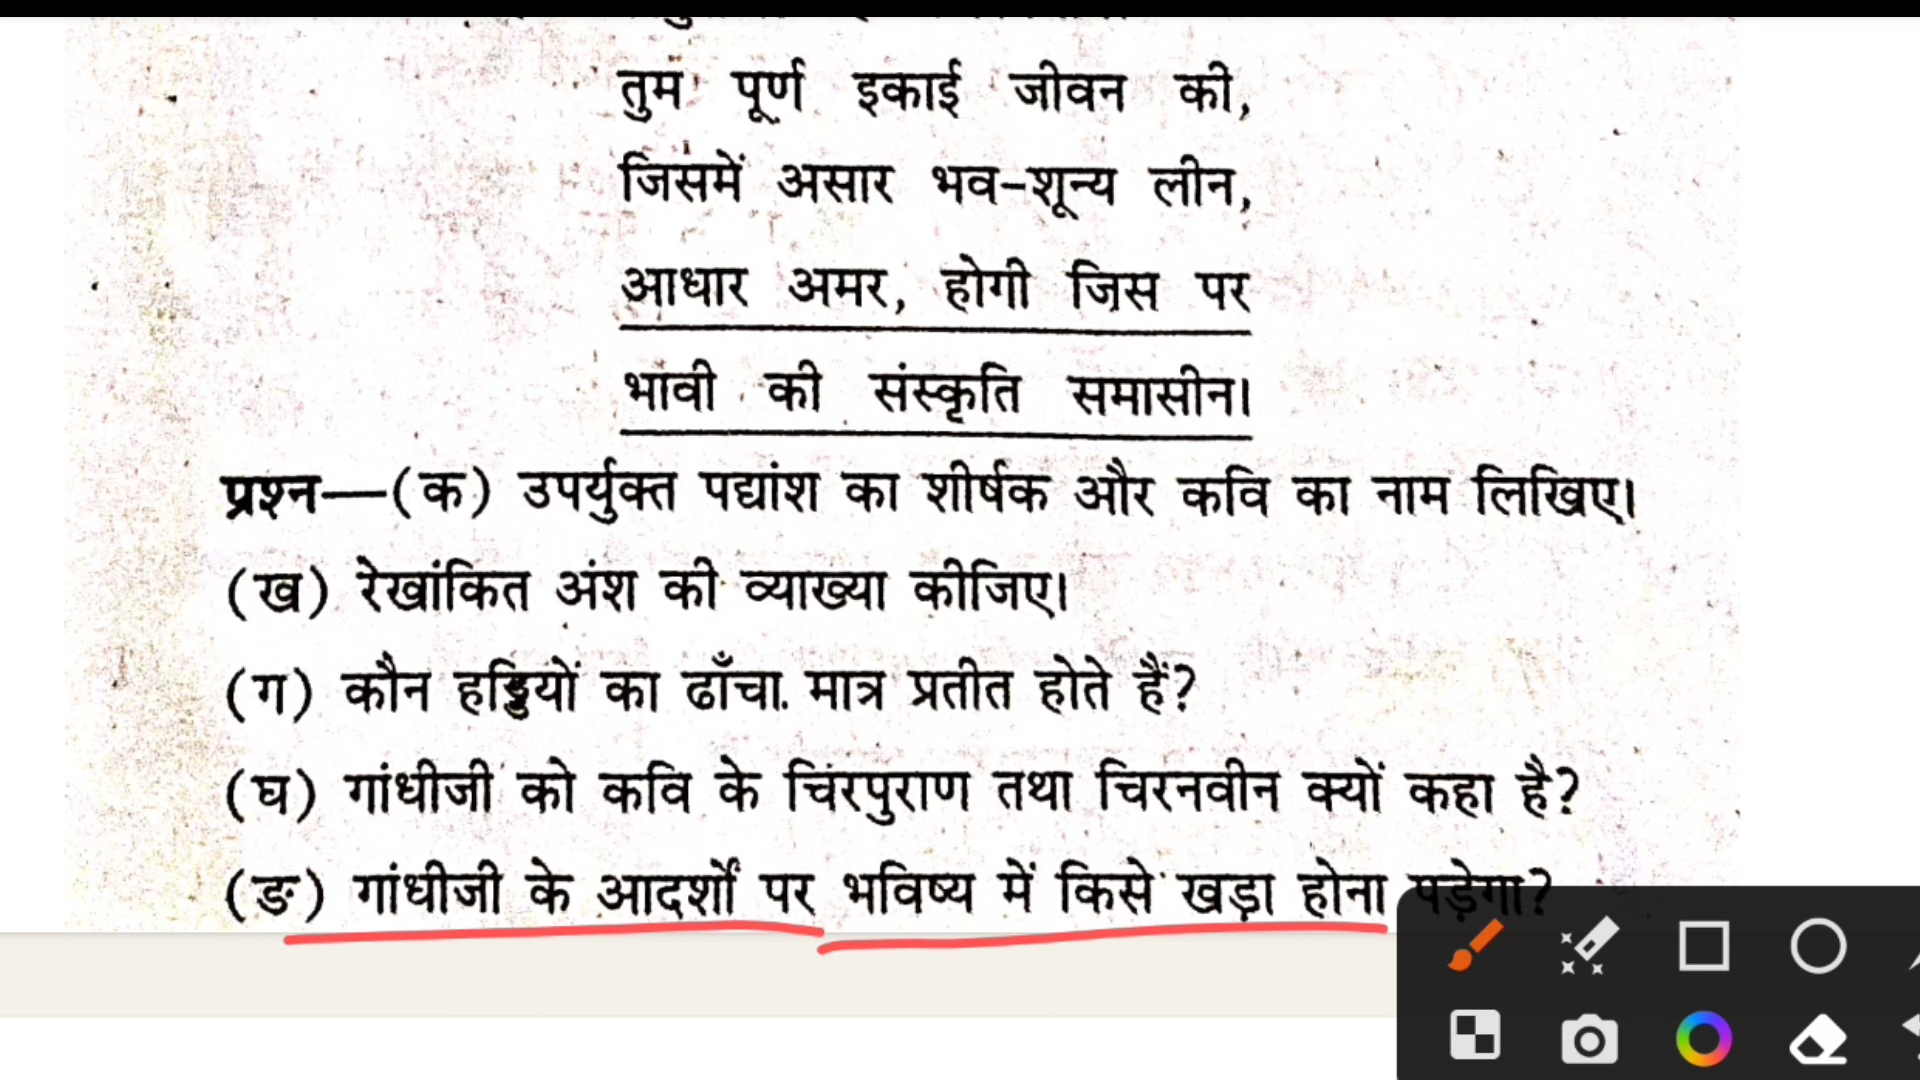 तुम पूर्ण इकाई जीवन की,
जिसमें असार भव-शून्य लीन,
आधार अमर, होगी जिस पर
भावी की संस्कृति समासीन।
प्रश्न—(क) उपर्युक्त पद्यांश का शीर्षक और कवि का नाम लिखिए।
(ख) रेखांकित अंश की व्याख्या कीजिए।
(ग) कौन हड्डियों का ढाँचा मात्र प्रतीत होते हैं?
(घ) गांधीजी को कवि के चिरपुराण तथा चिरनवीन क्यों कहा है?
(ङ) गांधीजी के आदर्शों पर भविष्य में किसे खड़ा होना पड़ेगा?